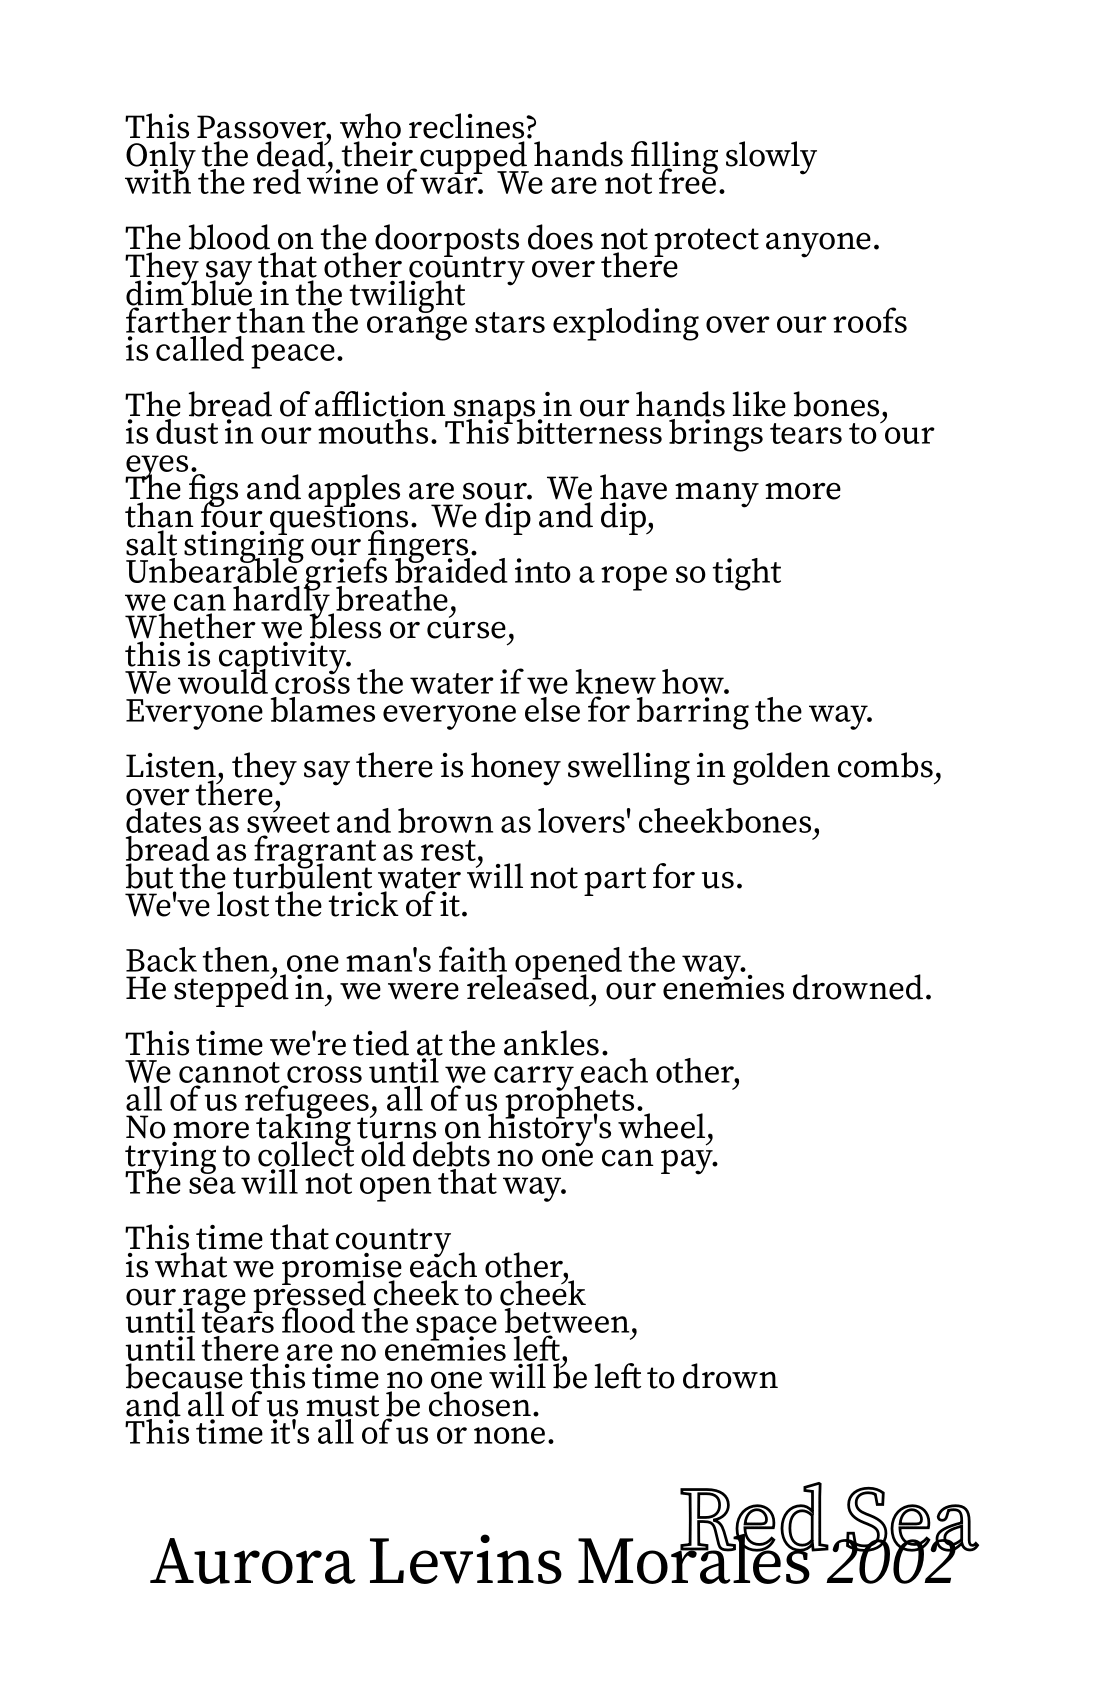 This Passover, who reclines?
Only the dead, their cupped hands filling slowly
with the red wine of war.  We are not free.

The blood on the doorposts does not protect anyone.
They say that other country over there
dim blue in the twilight
farther than the orange stars exploding over our roofs
is called peace.

The bread of affliction snaps in our hands like bones,
is dust in our mouths. This bitterness brings tears to our
eyes.
The figs and apples are sour.  We have many more
than four questions.  We dip and dip,
salt stinging our fingers.
Unbearable griefs braided into a rope so tight
we can hardly breathe,
Whether we bless or curse,
this is captivity.
We would cross the water if we knew how.
Everyone blames everyone else for barring the way.

Listen, they say there is honey swelling in golden combs,
over there,
dates as sweet and brown as lovers' cheekbones,
bread as fragrant as rest,
but the turbulent water will not part for us.
We've lost the trick of it.

Back then, one man's faith opened the way.
He stepped in, we were released, our enemies drowned.

This time we're tied at the ankles.
We cannot cross until we carry each other,
all of us refugees, all of us prophets.
No more taking turns on history's wheel,
trying to collect old debts no one can pay.
The sea will not open that way.

This time that country
is what we promise each other,
our rage pressed cheek to cheek
until tears flood the space between,
until there are no enemies left,
because this time no one will be left to drown
and all of us must be chosen.
This time it's all of us or none.

Red Sea
Aurora Levins Morales 2002